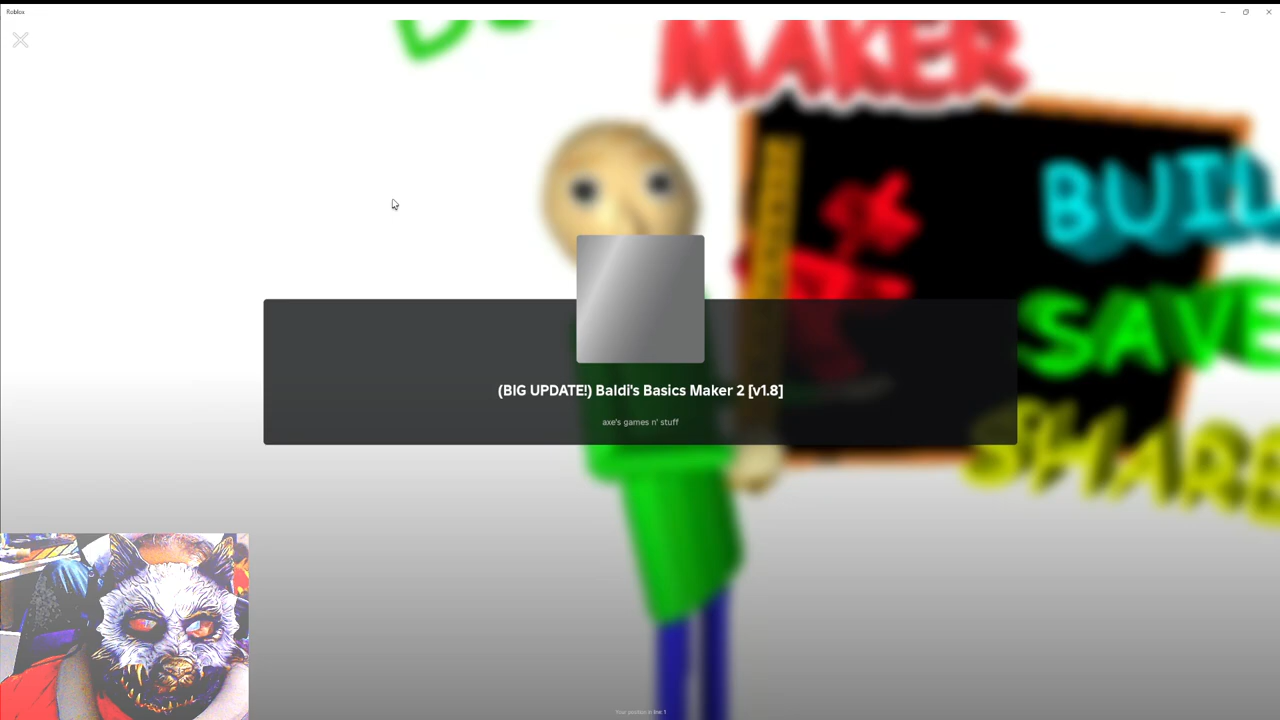 Roblox
MAKER
BUIL
SAVE
SHARE
(BIG UPDATE!) Baldi's Basics Maker 2 [v1.8]
axe's games n' stuff
Your position in line: 1